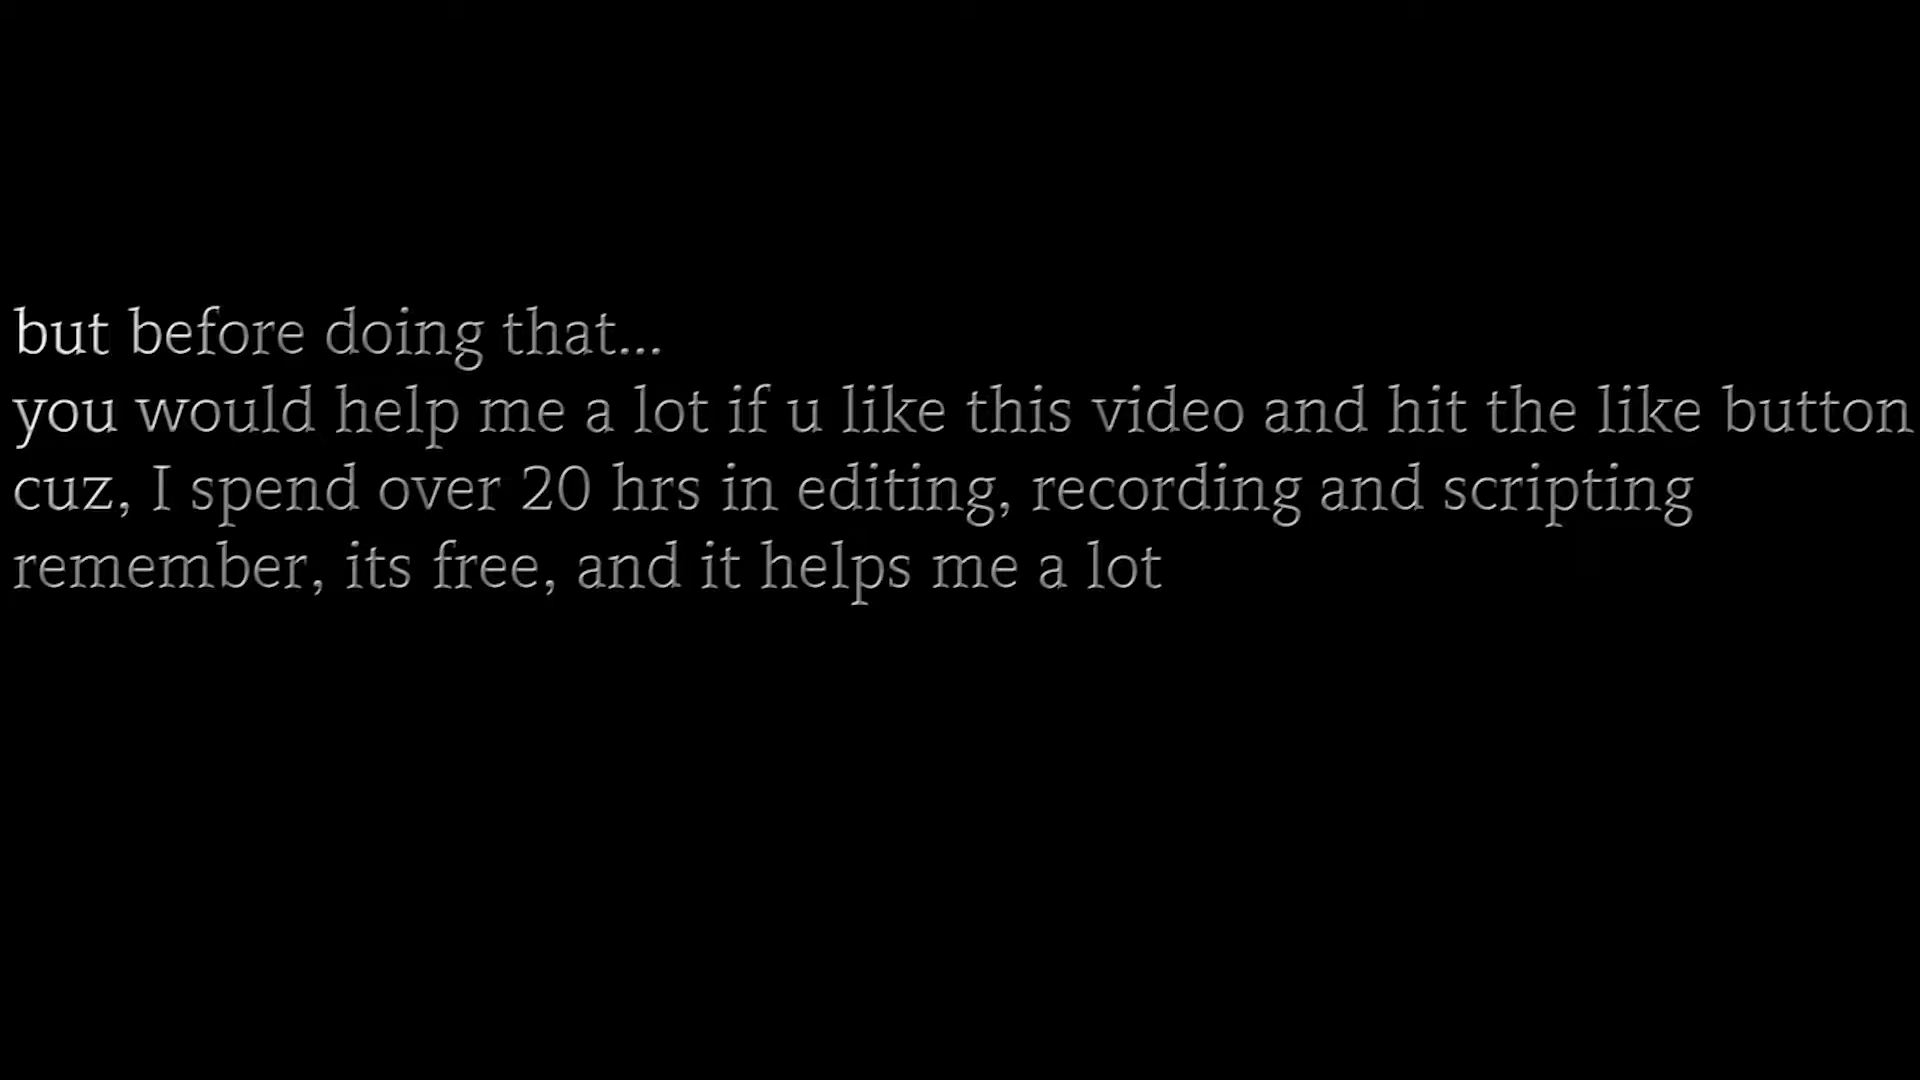 but before doing that...
you would help me a lot if u like this video and hit the like button
cuz, I spend over 20 hrs in editing, recording and scripting
remember, its free, and it helps me a lot